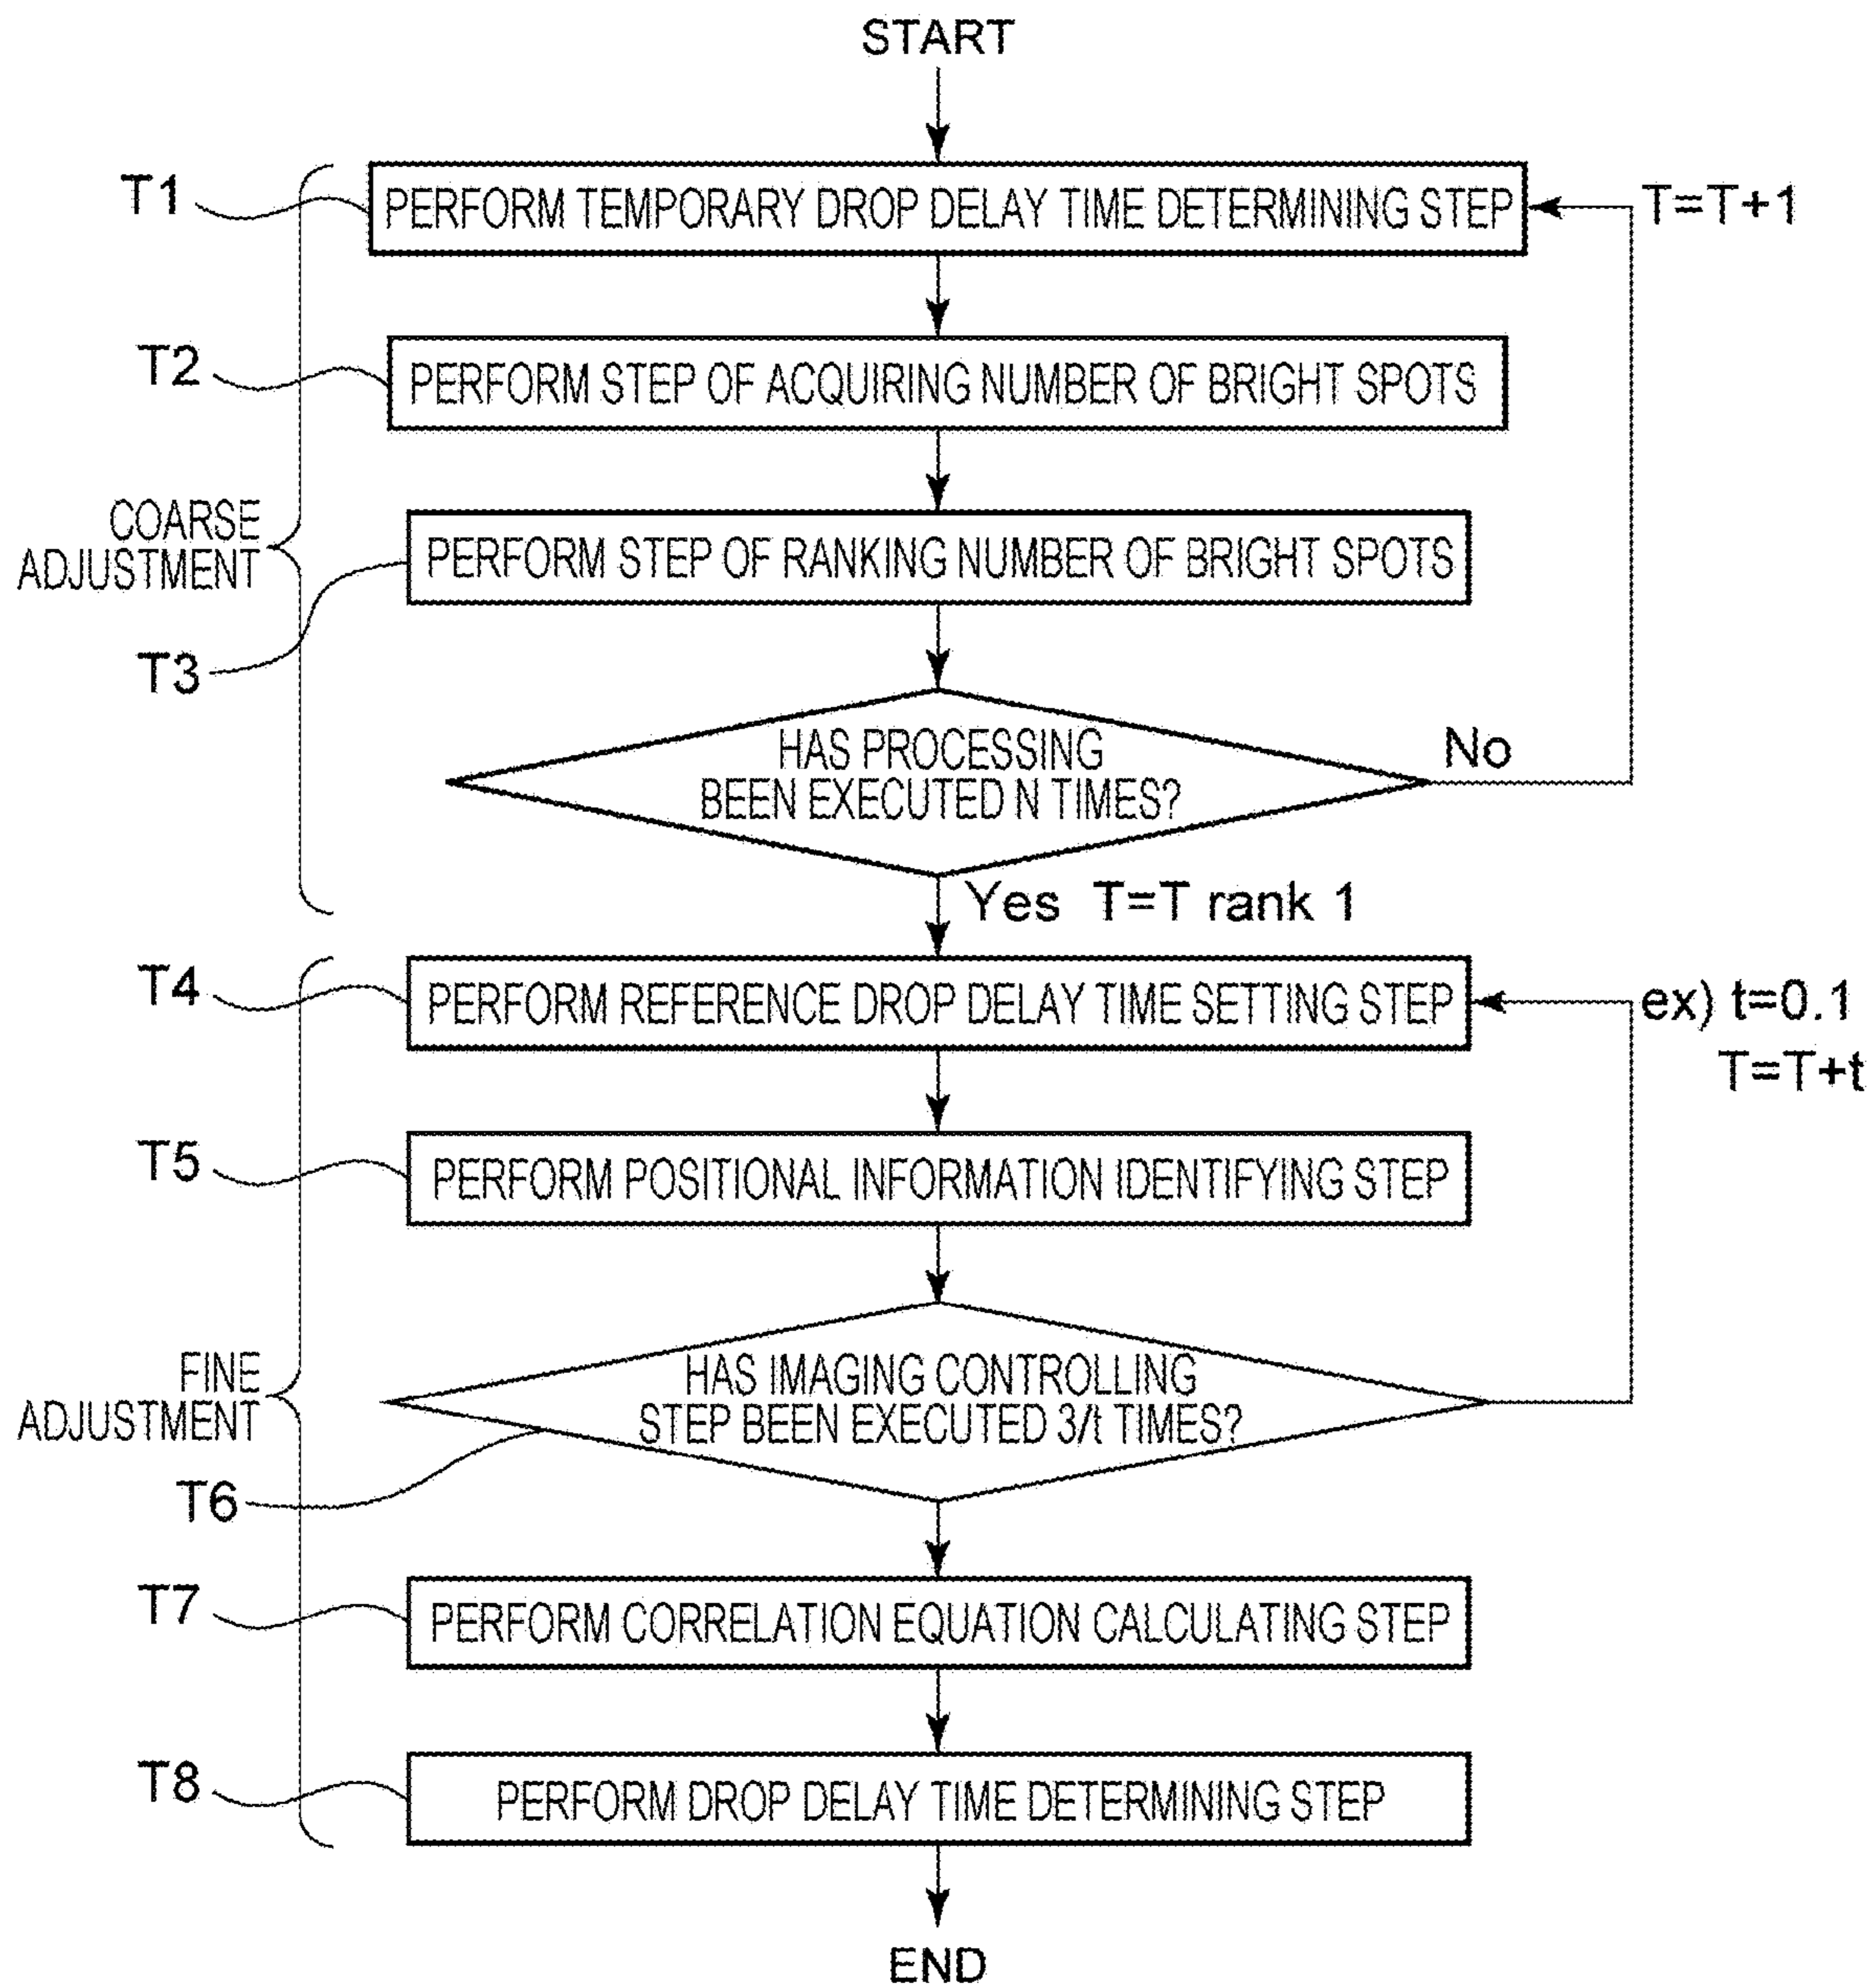 START
T1
PERFORM TEMPORARY DROP DELAY TIME DETERMINING STEP
T=T+1
T2
PERFORM STEP OF ACQUIRING NUMBER OF BRIGHT SPOTS
COARSE
ADJUSTMENT
PERFORM STEP OF RANKING NUMBER OF BRIGHT SPOTS
T3
HAS PROCESSING
BEEN EXECUTED N TIMES?
No
Yes T=T rank 1
T4
PERFORM REFERENCE DROP DELAY TIME SETTING STEP
ex) t=0.1
T=T+t
T5
PERFORM POSITIONAL INFORMATION IDENTIFYING STEP
FINE
ADJUSTMENT
HAS IMAGING CONTROLLING
STEP BEEN EXECUTED 3/t TIMES?
T6
T7
PERFORM CORRELATION EQUATION CALCULATING STEP
T8
PERFORM DROP DELAY TIME DETERMINING STEP
END